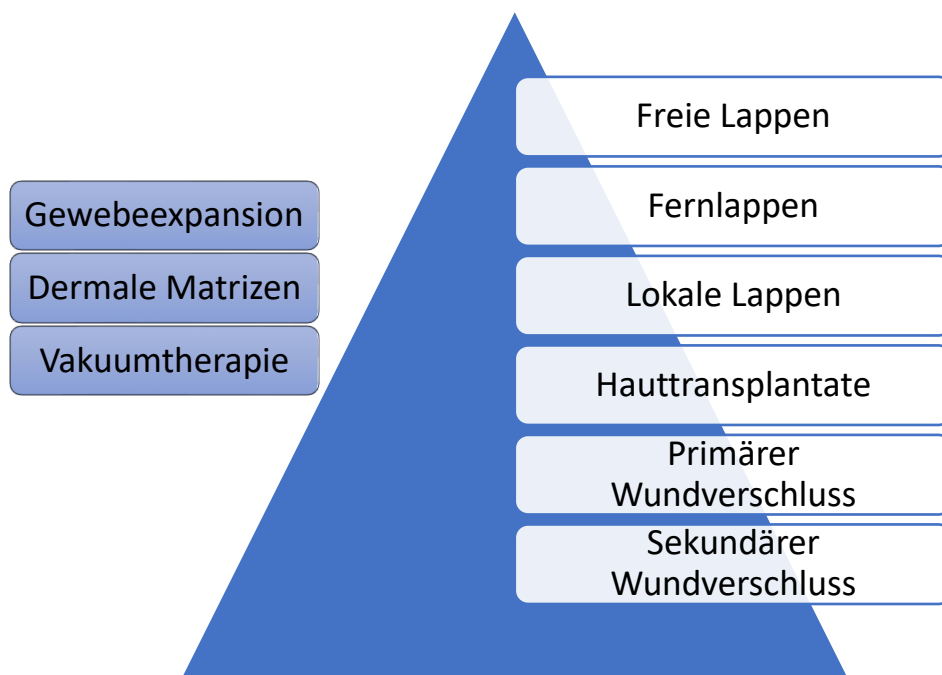 Gewebeexpansion
Dermale Matrizen
Vakuumtherapie
Freie Lappen
Fernlappen
Lokale Lappen
Hauttransplantate
Primärer
Wundverschluss
Sekundärer
Wundverschluss